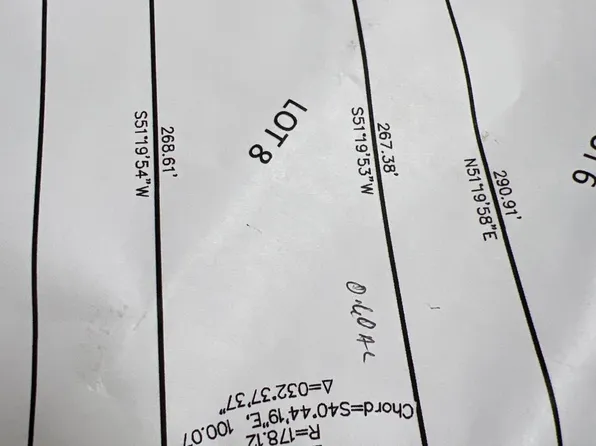 268.61'
S51°19'54"W
LOT 8
267.38'
S51°19'53"W
290.91'
N51°19'58"E
6
0.60 Ac
Δ=032°37'37"
Chord=S40°44'19"E, 100.07
R=178.12